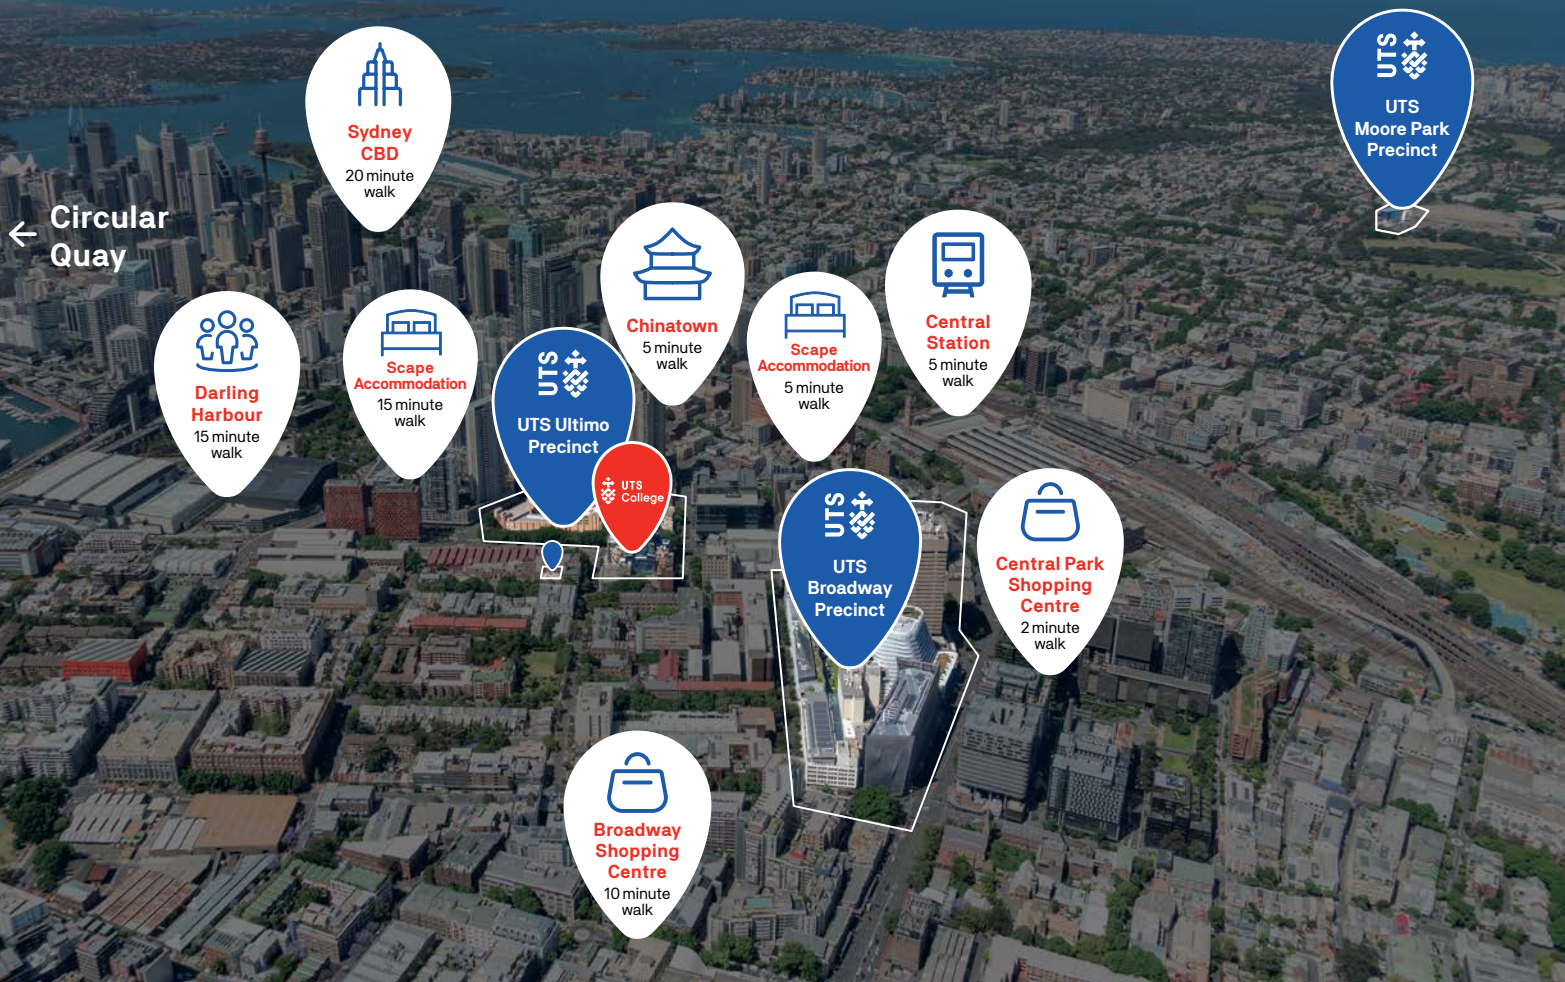 UTS
UTS
Moore Park
Precinct
Sydney
CBD
20 minute
walk
← Circular
Quay
Chinatown
5 minute
walk
Central
Station
5 minute
walk
Scape
Accommodation
5 minute
walk
Darling
Harbour
15 minute
walk
Scape
Accommodation
15 minute
walk
UTS
UTS Ultimo
Precinct
UTS
College
UTS
UTS
Broadway
Precinct
Central Park
Shopping
Centre
2 minute
walk
Broadway
Shopping
Centre
10 minute
walk